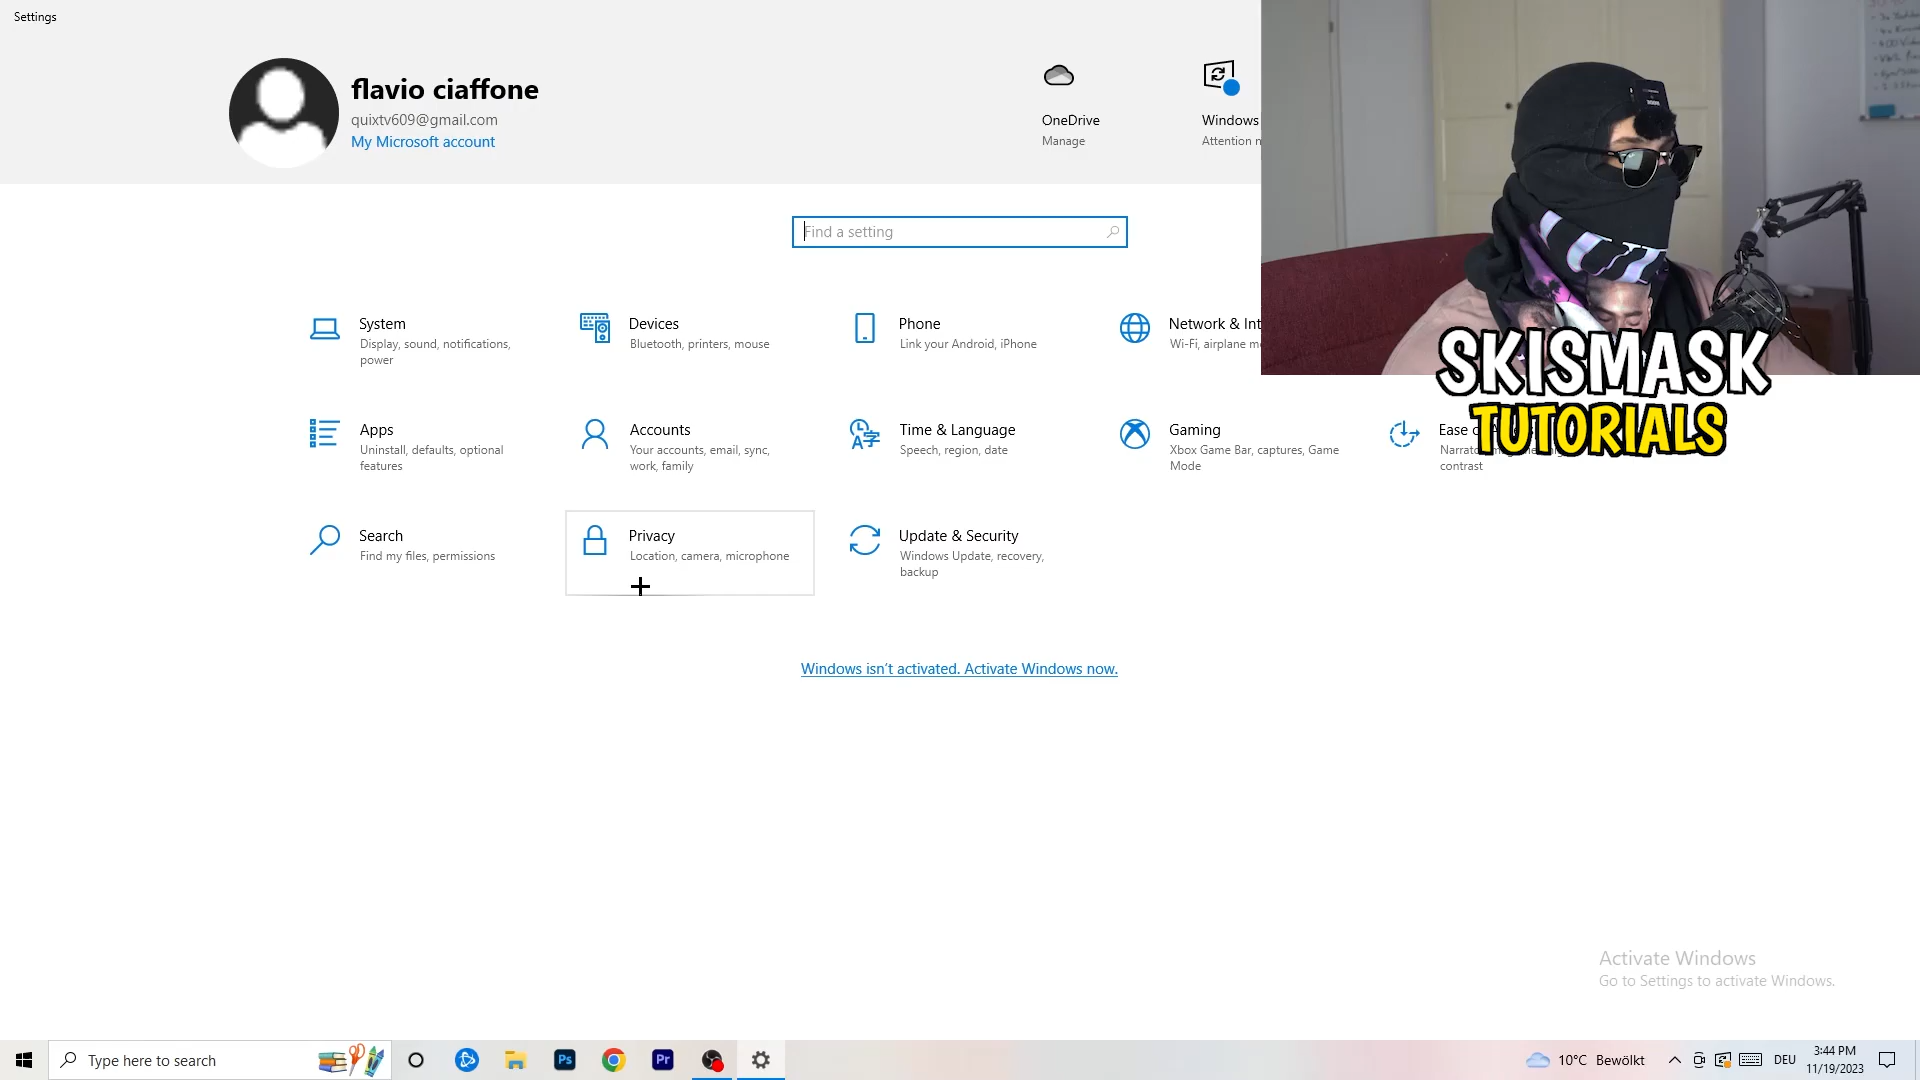 Settings
flavio ciaffone
quixtv609@gmail.com
My Microsoft account
OneDrive
Manage
Windows
Attention
Find a setting
System
Display, sound, notifications,
power
Devices
Bluetooth, printers, mouse
Phone
Link your Android, iPhone
Network & Int
Wi-Fi, airplane
Apps
Uninstall, defaults, optional
features
Accounts
Your accounts, email, sync,
work, family
Time & Language
Speech, region, date
Gaming
Xbox Game Bar, captures, Game
Mode
Ease
contrast
SKISMASK
TUTORIALS
Search
Find my files, permissions
Privacy
Location, camera, microphone
Update & Security
Windows Update, recovery,
backup
Windows isn't activated. Activate Windows now.
Activate Windows
Go to Settings to activate Windows.
Type here to search
Ps
Pr
10°C Bewölkt
DEU
3:44 PM
11/19/2023